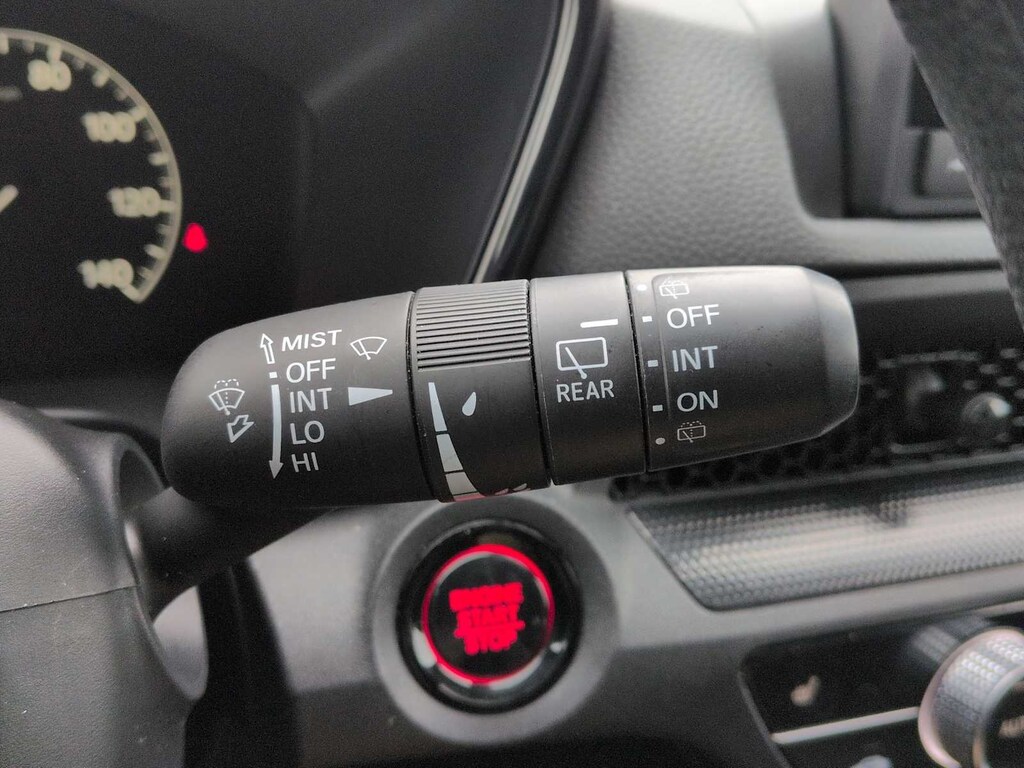 80
100
120
140
MIST
OFF
INT
LO
HI
REAR
OFF
INT
ON
ENGINE
START
STOP